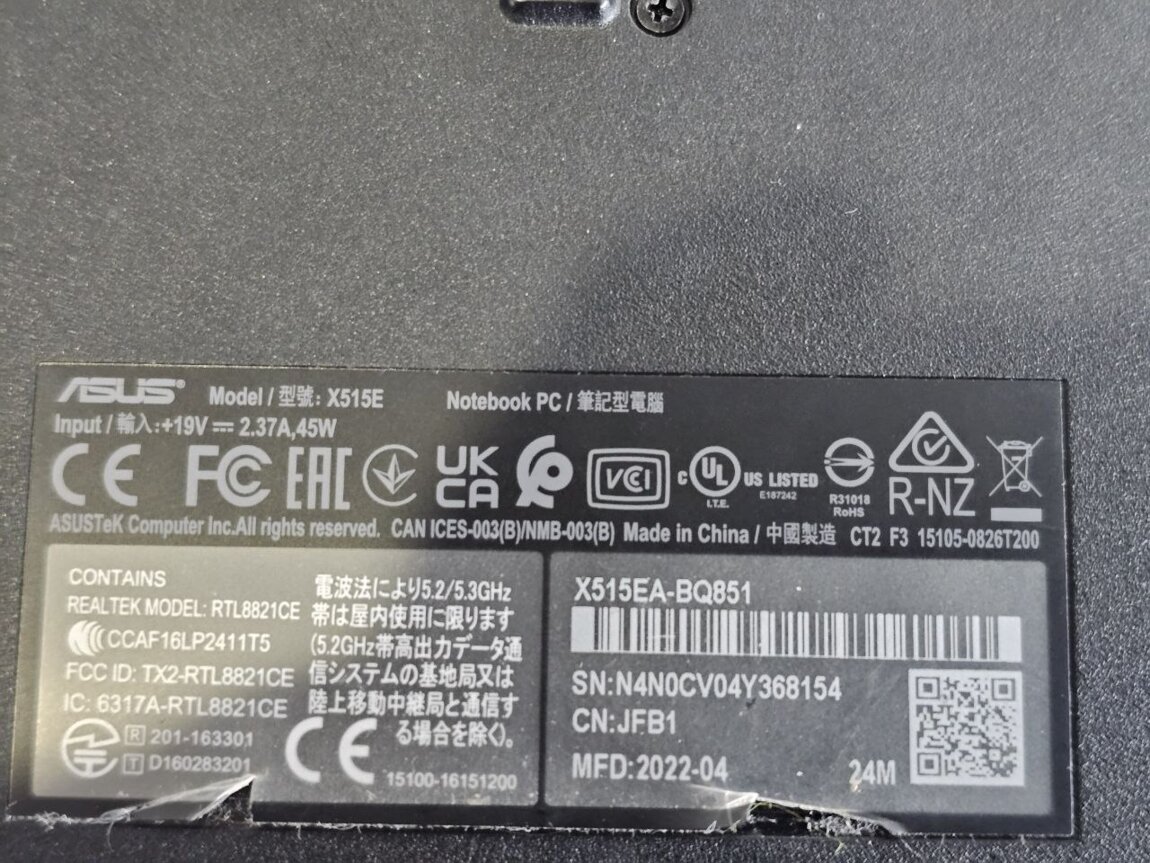 ASUS Model / 型號: X515E Notebook PC / 筆記型電腦
Input / 輸入:+19V ⎓ 2.37A,45W
CE FC EAC UK CA VCI c UL US LISTED
I.T.E. E187242
R31018
RoHS
R-NZ
ASUSTeK Computer Inc.All rights reserved. CAN ICES-003(B)/NMB-003(B) Made in China / 中國製造 CT2 F3 15105-0826T200
CONTAINS
REALTEK MODEL: RTL8821CE
CCAF16LP2411T5
FCC ID: TX2-RTL8821CE
IC: 6317A-RTL8821CE
R 201-163301
T D160283201
電波法により5.2/5.3GHz
帯は屋内使用に限ります
(5.2GHz帯高出力データ通
信システムの基地局又は
陸上移動中継局と通信す
る場合を除く)。
CE
15100-16151200
X515EA-BQ851
SN:N4N0CV04Y368154
CN:JFB1
MFD:2022-04 24M